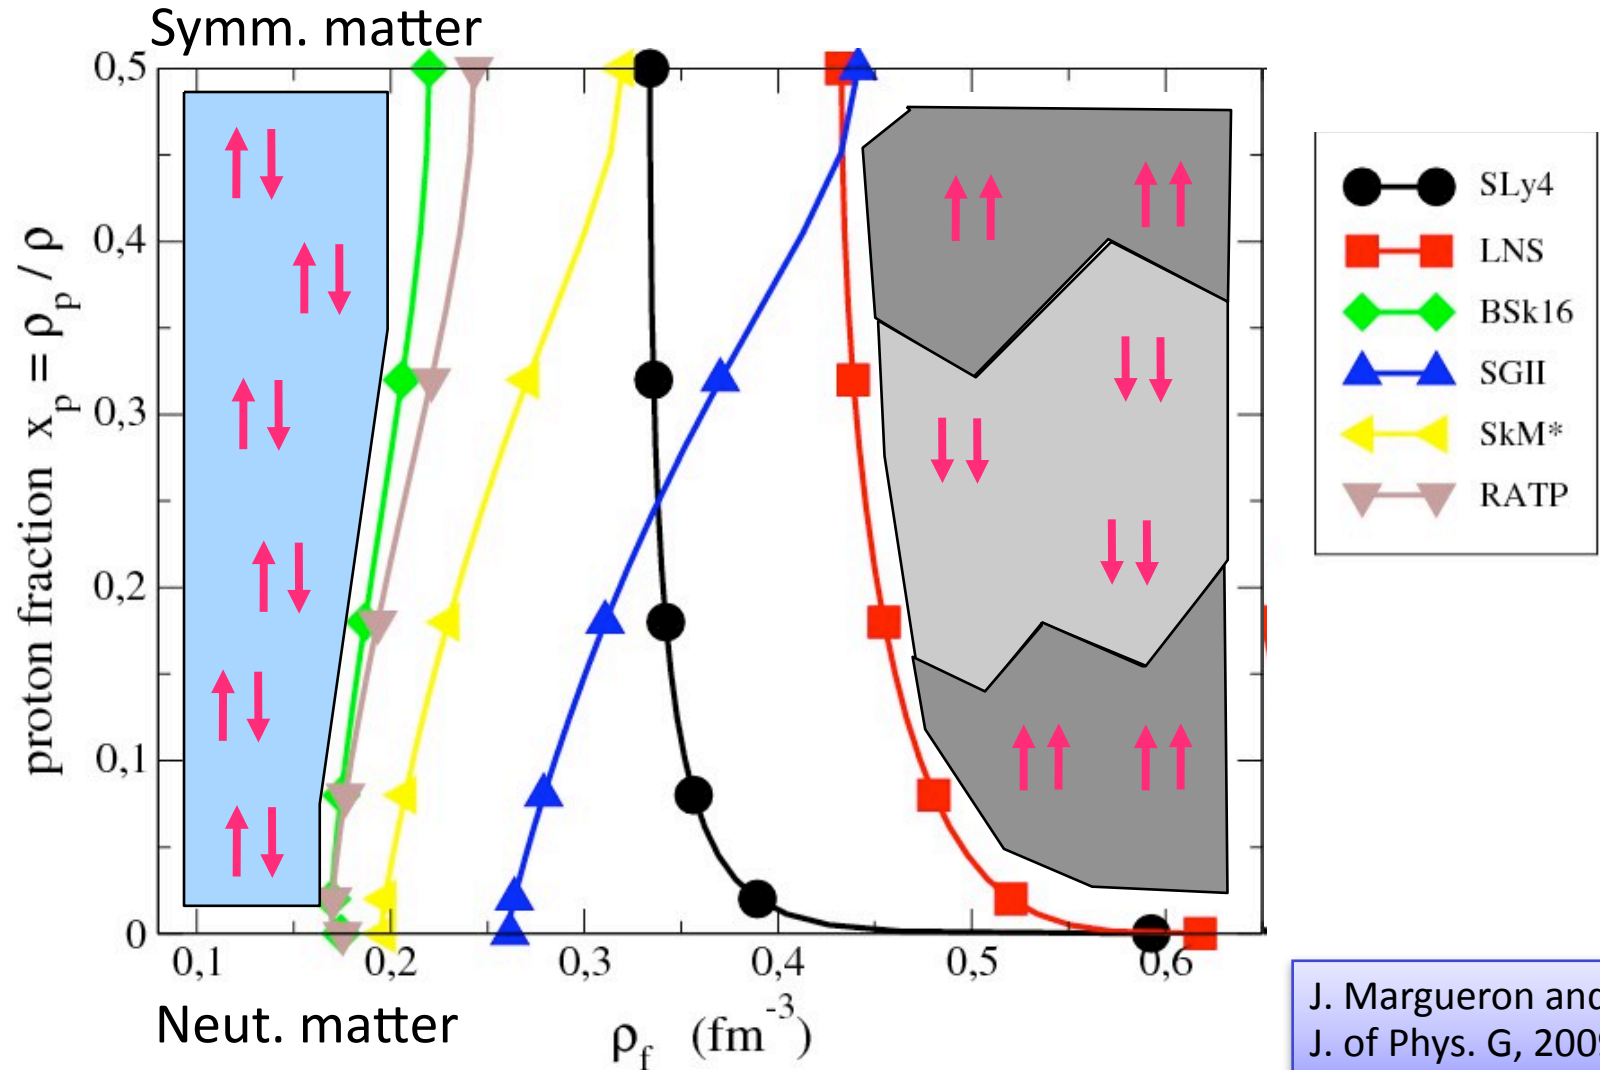 Symm. matter
0,5
0,4
0,3
0,2
0,1
0
proton fraction x_p = ρ_p / ρ
0,1 0,2 0,3 0,4 0,5 0,6
Neut. matter
ρ_f (fm^-3)
SLy4
LNS
BSk16
SGII
SkM*
RATP
J. Margueron and
J. of Phys. G, 2009